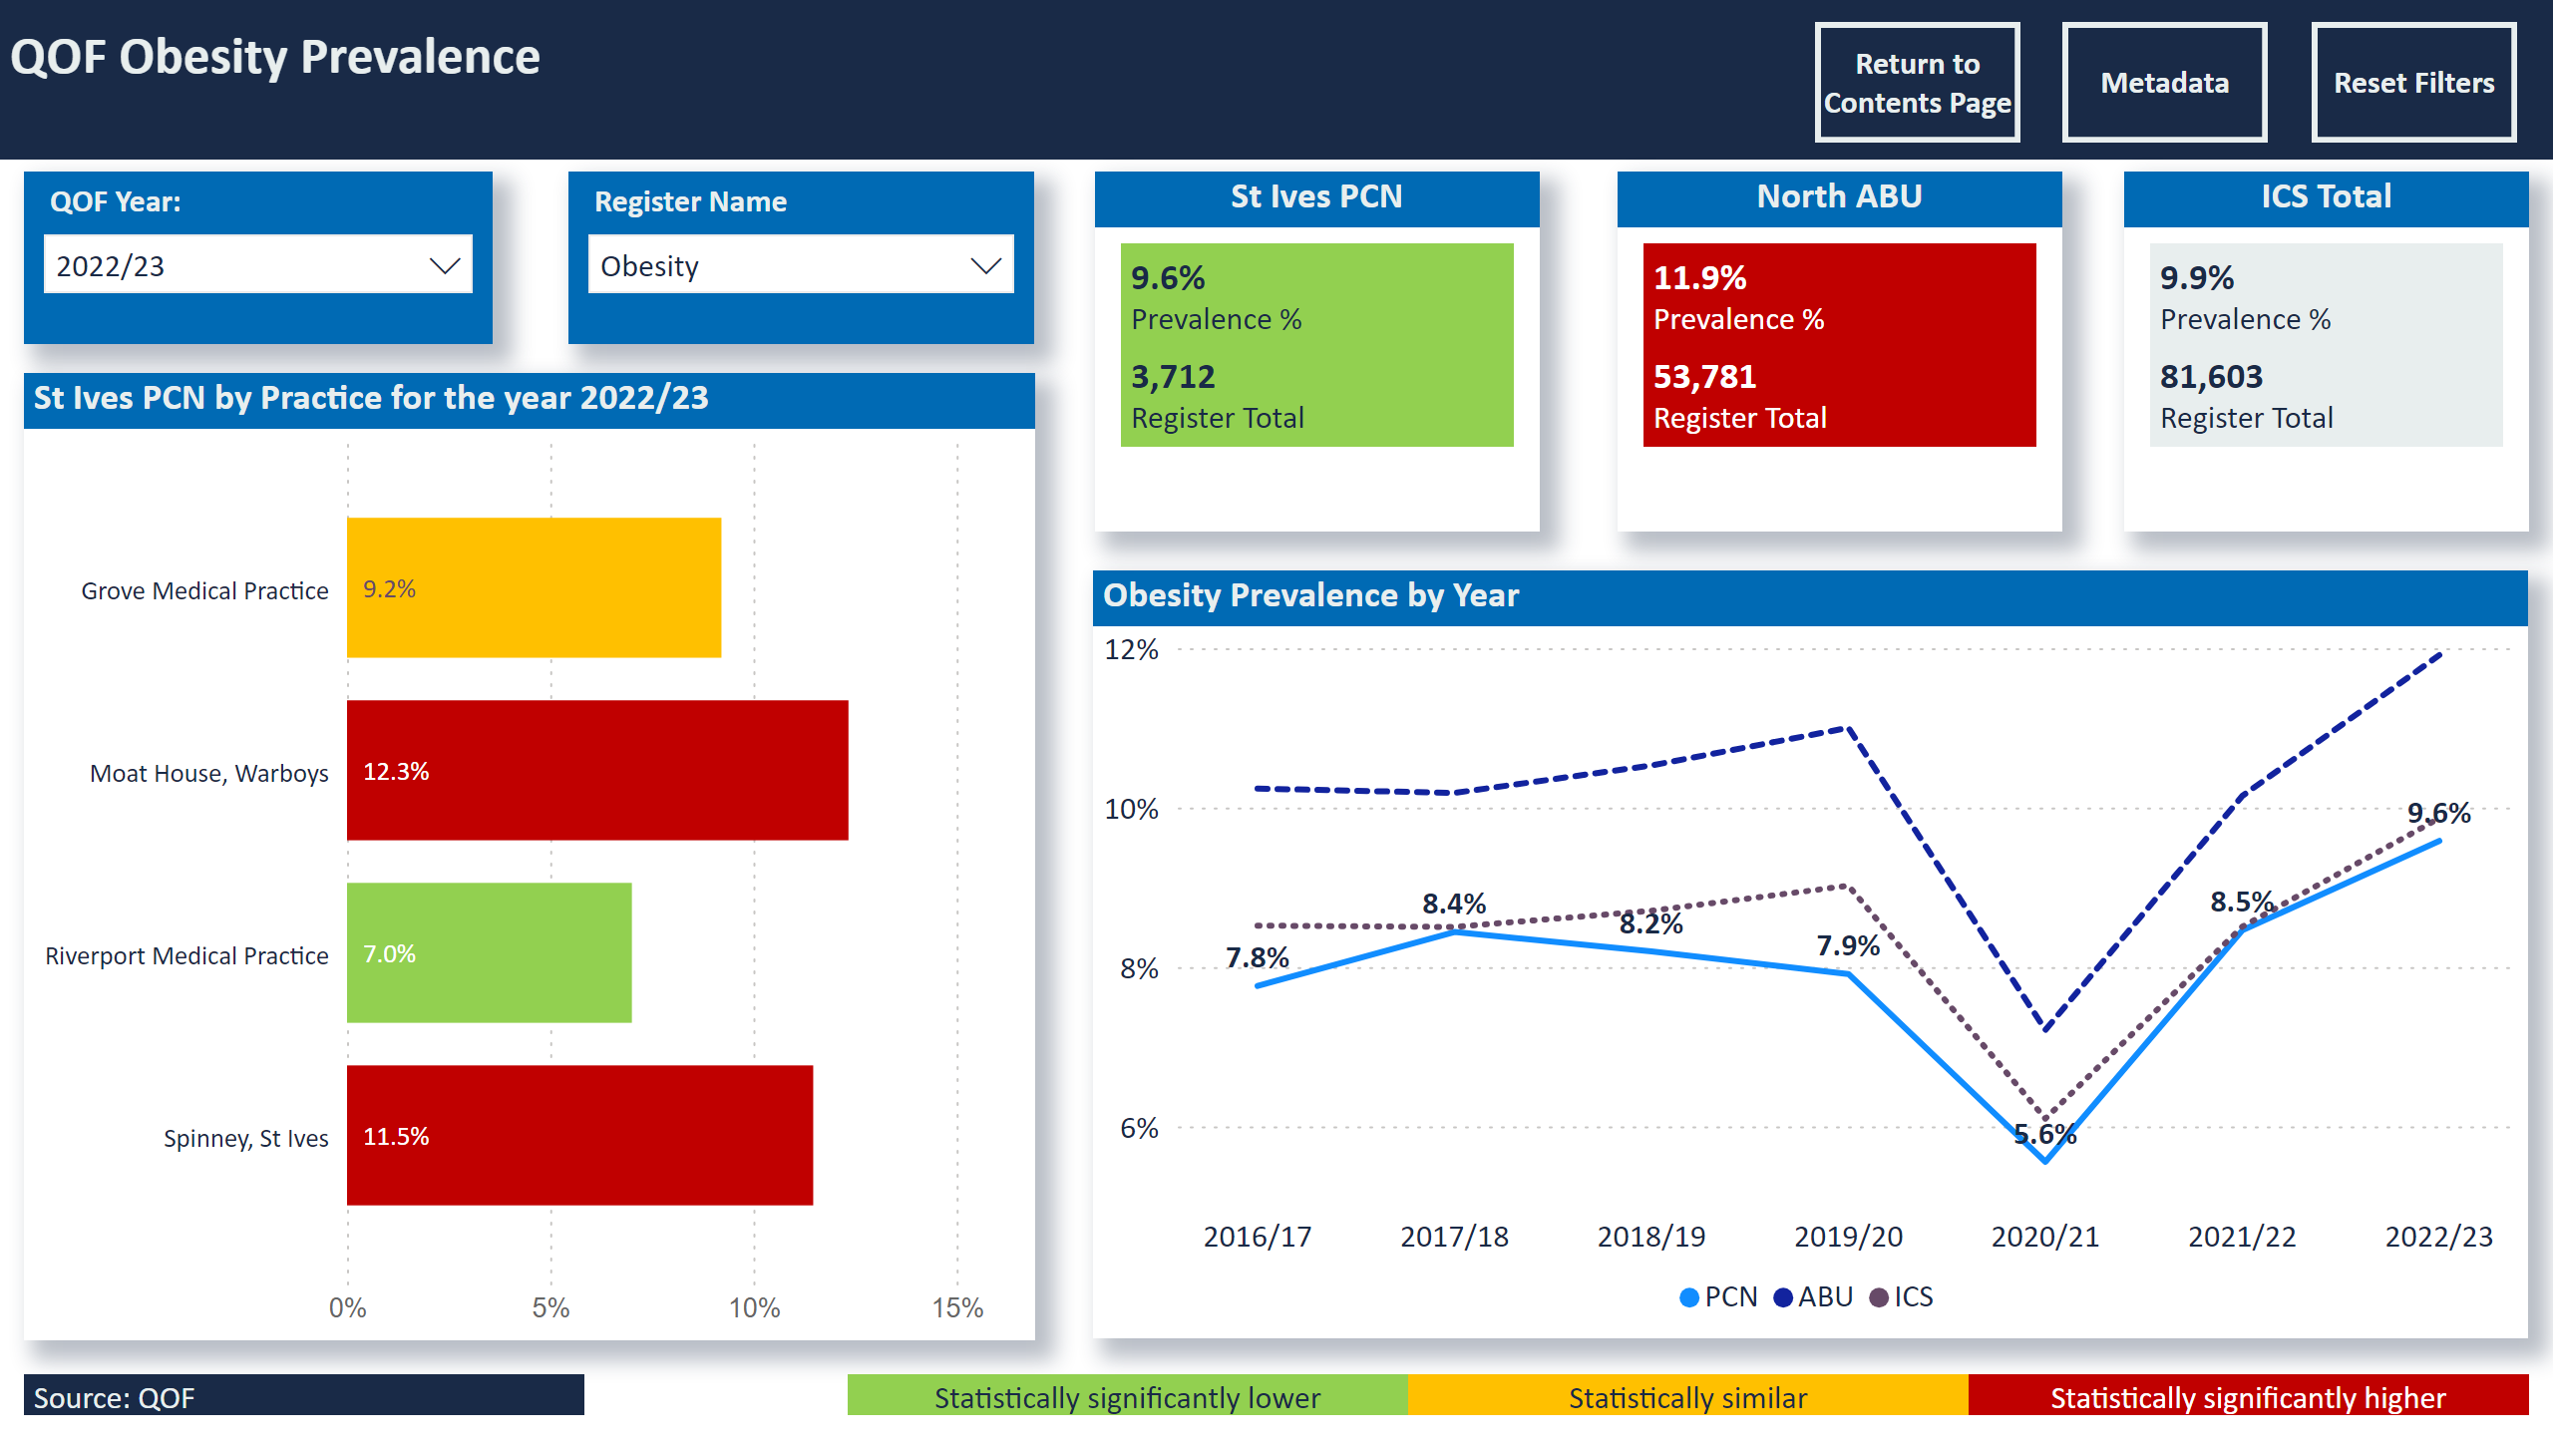 QOF Obesity Prevalence
Return to
Contents Page
Metadata
Reset Filters
QOF Year:
2022/23
Register Name
Obesity
St Ives PCN
9.6%
Prevalence %
3,712
Register Total
North ABU
11.9%
Prevalence %
53,781
Register Total
ICS Total
9.9%
Prevalence %
81,603
Register Total
St Ives PCN by Practice for the year 2022/23
Grove Medical Practice
9.2%
Moat House, Warboys
12.3%
Riverport Medical Practice
7.0%
Spinney, St Ives
11.5%
0%
5%
10%
15%
Obesity Prevalence by Year
12%
10%
8%
6%
7.8%
8.4%
8.2%
7.9%
5.6%
8.5%
9.6%
2016/17
2017/18
2018/19
2019/20
2020/21
2021/22
2022/23
PCN
ABU
ICS
Source: QOF
Statistically significantly lower
Statistically similar
Statistically significantly higher